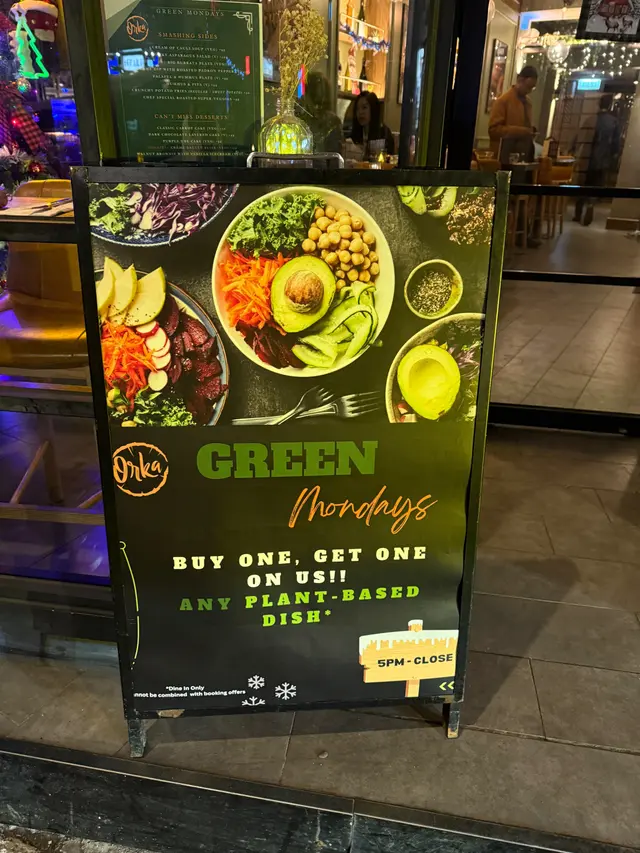 GREEN MONDAYS
Orka
SMASHING SIDES
CAN'T MISS DESSERTS
Orka
GREEN
Mondays
BUY ONE, GET ONE
ON US!!
ANY PLANT-BASED
DISH*
5PM - CLOSE
*Dine In Only
nnot be combined with booking offers